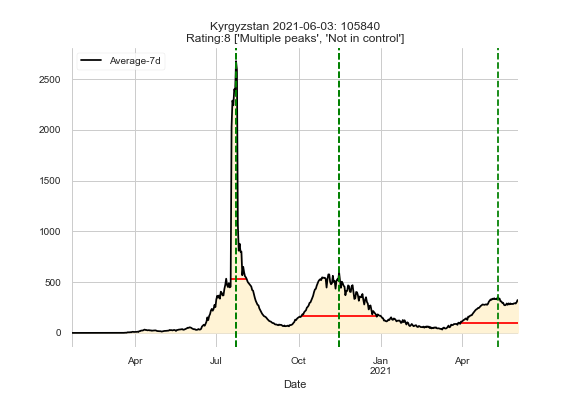 Kyrgyzstan 2021-06-03: 105840
Rating:8 ['Multiple peaks', 'Not in control']
Average-7d
2500
2000
1500
1000
500
0
Apr
Jul
Oct
Jan
2021
Apr
Date